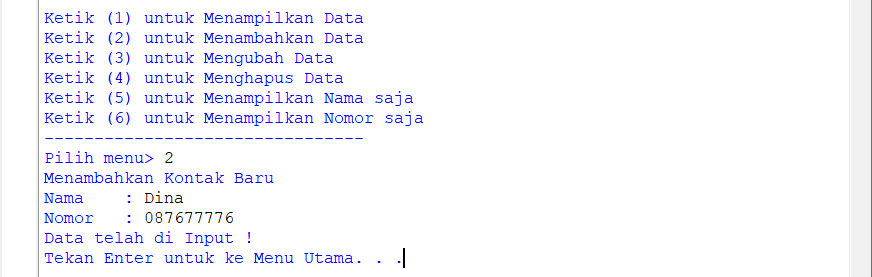 Ketik (1) untuk Menampilkan Data
Ketik (2) untuk Menambahkan Data
Ketik (3) untuk Mengubah Data
Ketik (4) untuk Menghapus Data
Ketik (5) untuk Menampilkan Nama saja
Ketik (6) untuk Menampilkan Nomor saja
--------------------------------
Pilih menu> 2
Menambahkan Kontak Baru
Nama    : Dina
Nomor   : 087677776
Data telah di Input !
Tekan Enter untuk ke Menu Utama. . .